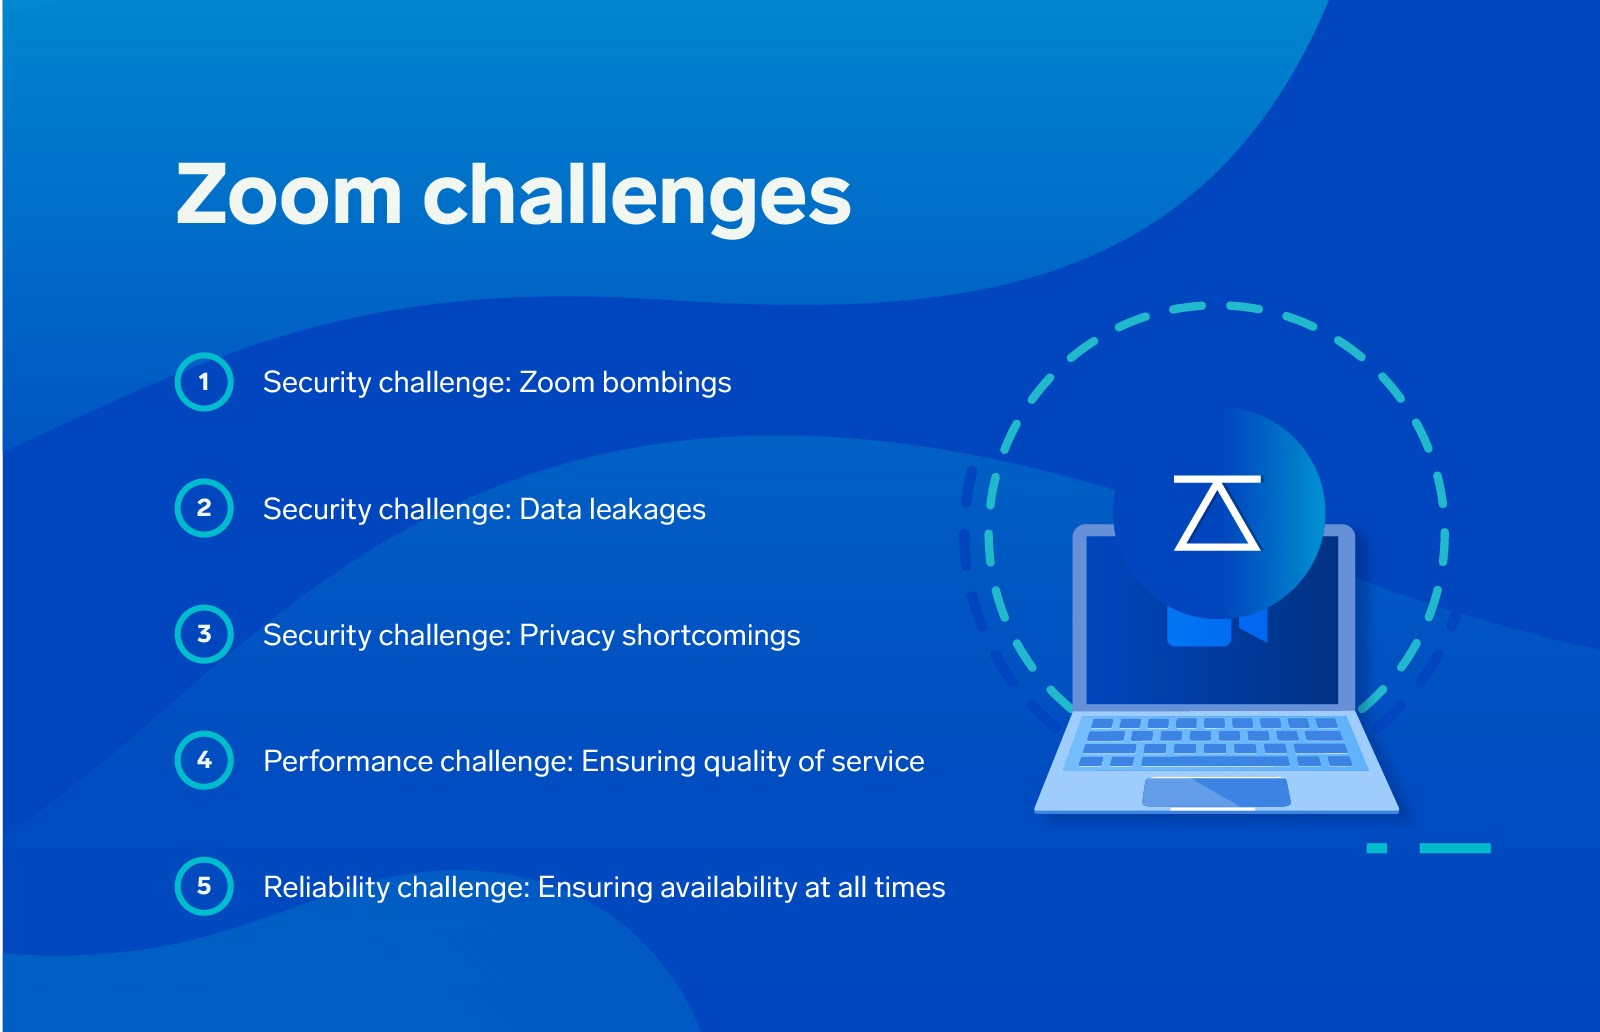 Zoom challenges
1 Security challenge: Zoom bombings
2 Security challenge: Data leakages
3 Security challenge: Privacy shortcomings
4 Performance challenge: Ensuring quality of service
5 Reliability challenge: Ensuring availability at all times